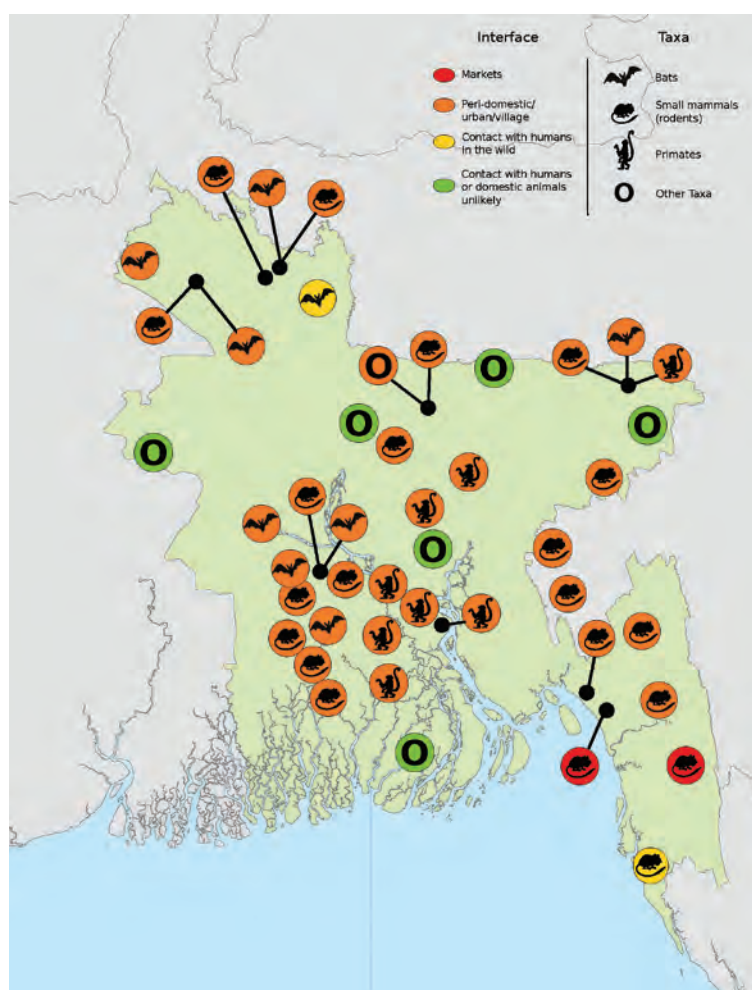 Interface
Taxa
Markets
Peri-domestic/
urban/village
Contact with humans
in the wild
Contact with humans
or domestic animals
unlikely
Bats
Small mammals
(rodents)
Primates
O
Other Taxa
O
O
O
O
O
O
O